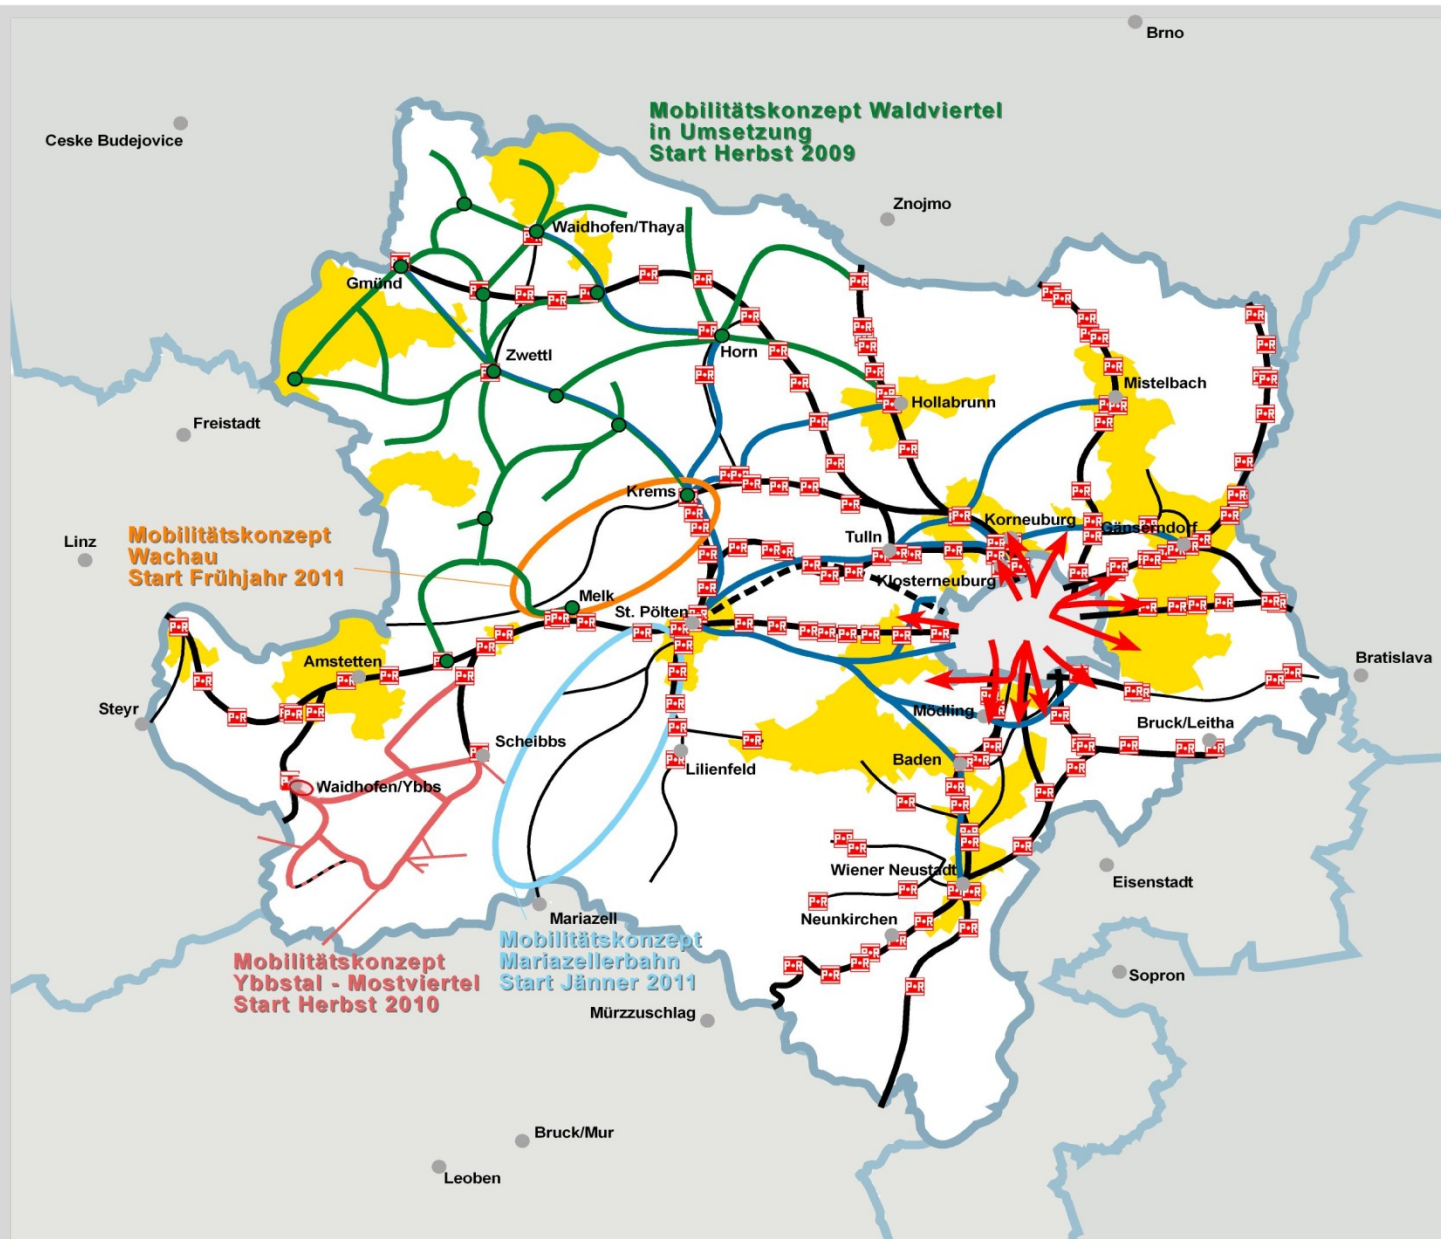 Brno
Mobilitätskonzept Waldviertel
in Umsetzung
Start Herbst 2009
Ceske Budejovice
Znojmo
Waidhofen/Thaya
Gmünd
Horn
Zwettl
Mistelbach
Hollabrunn
Freistadt
Krems
Korneuburg
Gänserndorf
Tulln
Linz
Mobilitätskonzept
Wachau
Start Frühjahr 2011
Klosterneuburg
Melk
St. Pölten
Amstetten
Bratislava
Steyr
Mödling
Bruck/Leitha
Scheibbs
Baden
Lilienfeld
Waidhofen/Ybbs
Wiener Neustadt
Eisenstadt
Mariazell
Neunkirchen
Mobilitätskonzept
Mariazellerbahn
Start Jänner 2011
Mobilitätskonzept
Ybbstal - Mostviertel
Start Herbst 2010
Sopron
Mürzzuschlag
Bruck/Mur
Leoben